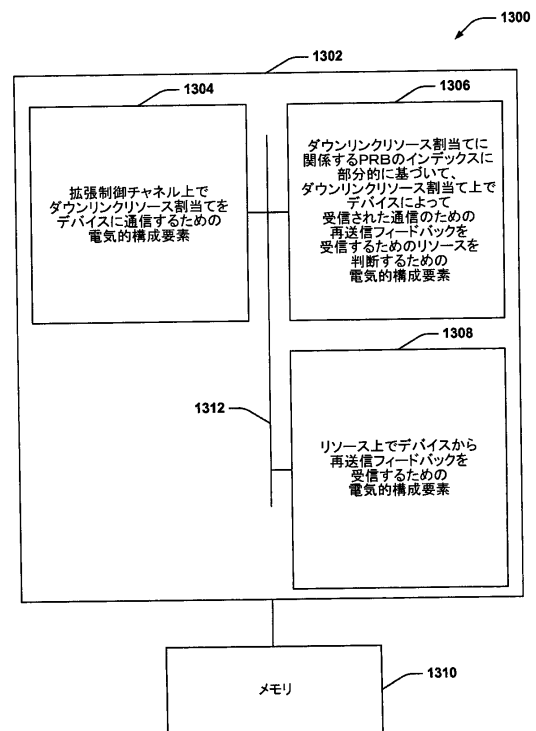 1300
1302
1304
拡張制御チャネル上で
ダウンリンクリソース割当てを
デバイスに通信するための
電気的構成要素
1306
ダウンリンクリソース割当てに
関係するPRBのインデックスに
部分的に基づいて、
ダウンリンクリソース割当て上で
デバイスによって
受信された通信のための
再送信フィードバックを
受信するためのリソースを
判断するための
電気的構成要素
1308
リソース上でデバイスから
再送信フィードバックを
受信するための
電気的構成要素
1312
メモリ
1310